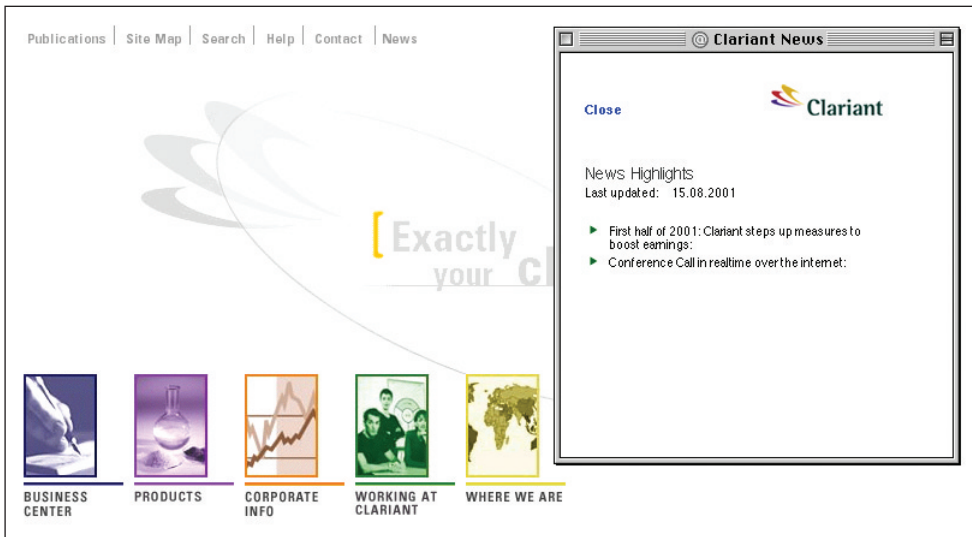 Publications Site Map Search Help Contact News
Clariant News
Close
Clariant
News Highlights
Last updated: 15.08.2001
First half of 2001: Clariant steps up measures to
boost earnings:
Conference Call in realtime over the internet:
[Exactly
your
BUSINESS
CENTER
PRODUCTS
CORPORATE
INFO
WORKING AT
CLARIANT
WHERE WE ARE